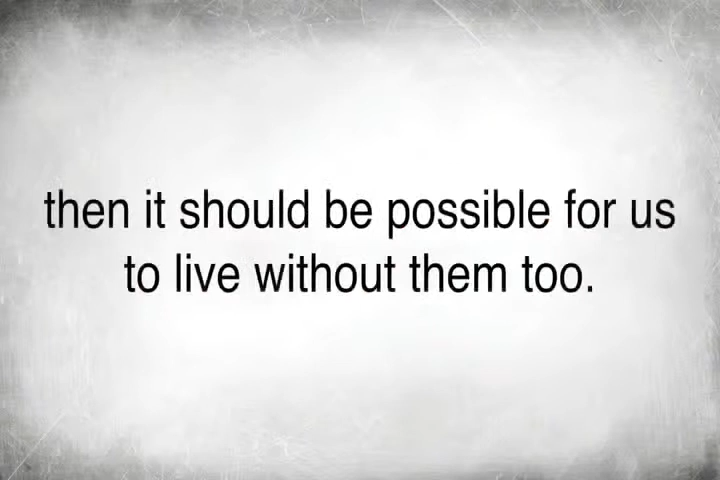 then it should be possible for us
to live without them too.